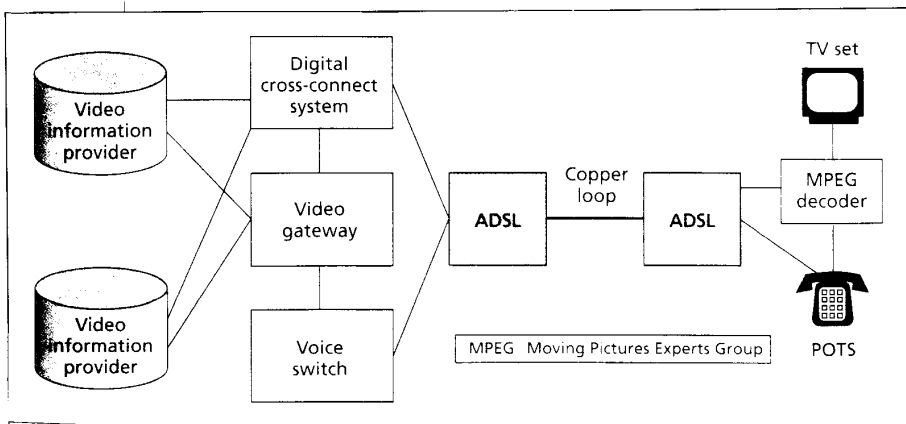 Video
information
provider
Video
information
provider
Digital
cross-connect
system
Video
gateway
Voice
switch
ADSL
Copper
loop
ADSL
TV set
MPEG
decoder
POTS
MPEG Moving Pictures Experts Group